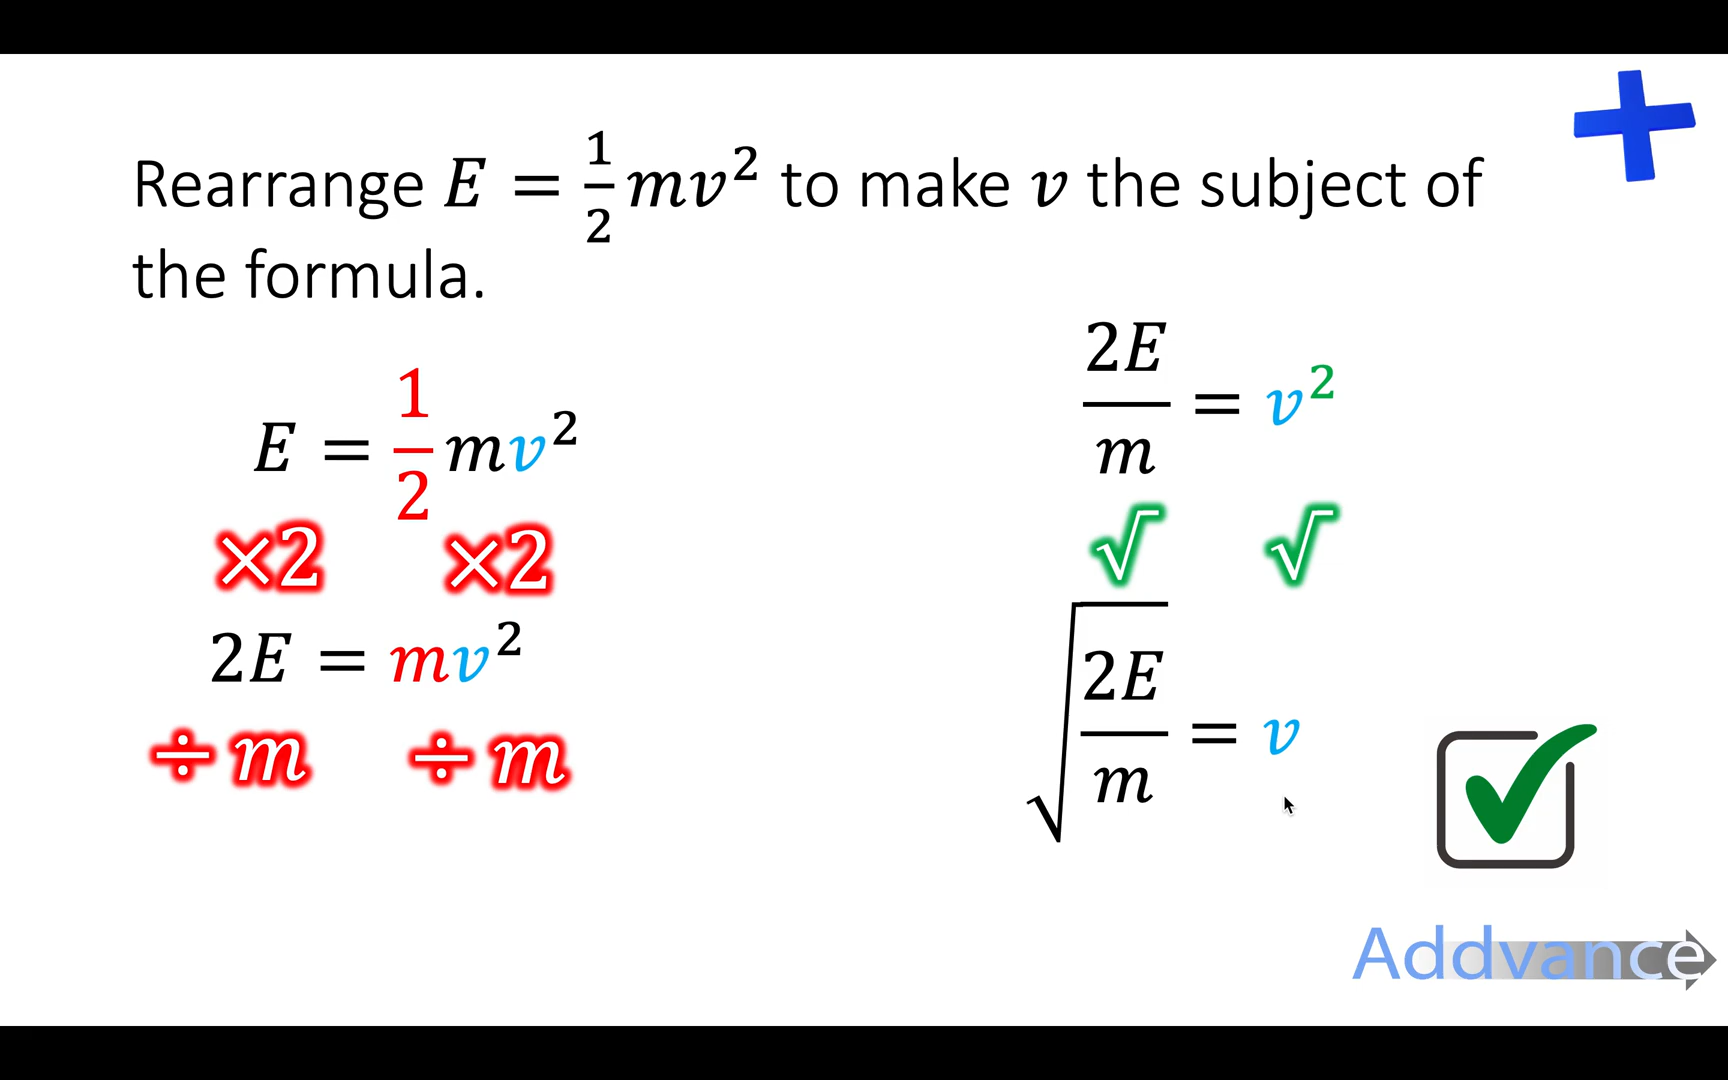 Rearrange E = 1/2 mv² to make v the subject of
the formula.
E = 1/2 mv²
×2 ×2
2E = mv²
÷ m ÷ m
2E/m = v²
√ √
√(2E/m) = v
Addvance